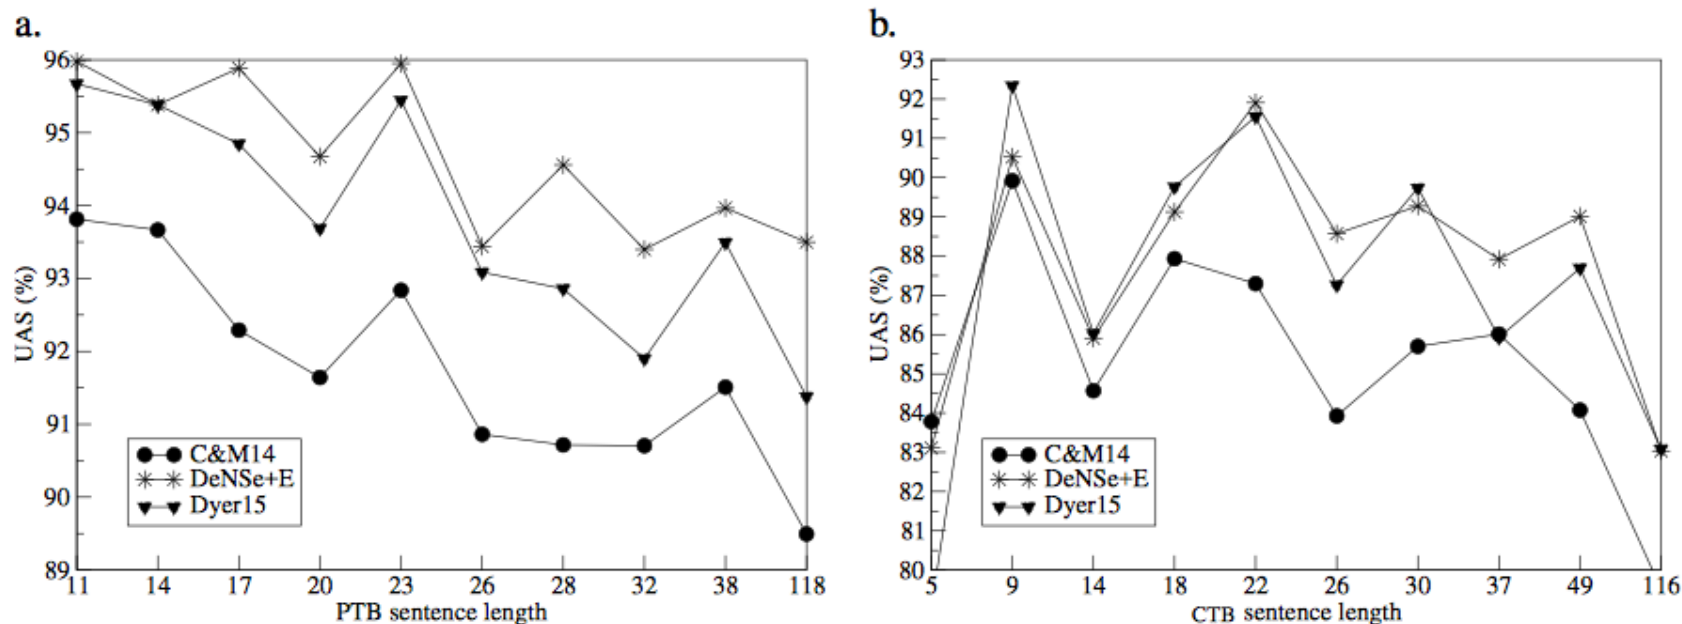 a.
96
95
94
93
92
91
90
89
UAS (%)
C&M14
DeNSe+E
Dyer15
11 14 17 20 23 26 28 32 38 118
PTB sentence length
b.
93
92
91
90
89
88
87
86
85
84
83
82
81
80
UAS (%)
C&M14
DeNSe+E
Dyer15
5 9 14 18 22 26 30 37 49 116
CTB sentence length